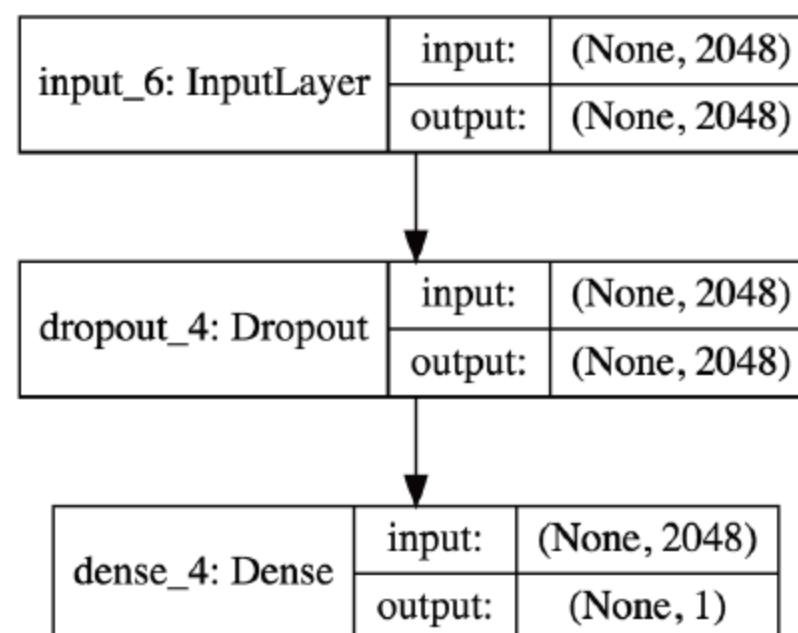 input_6: InputLayer
input: (None, 2048)
output: (None, 2048)
dropout_4: Dropout
input: (None, 2048)
output: (None, 2048)
dense_4: Dense
input: (None, 2048)
output: (None, 1)